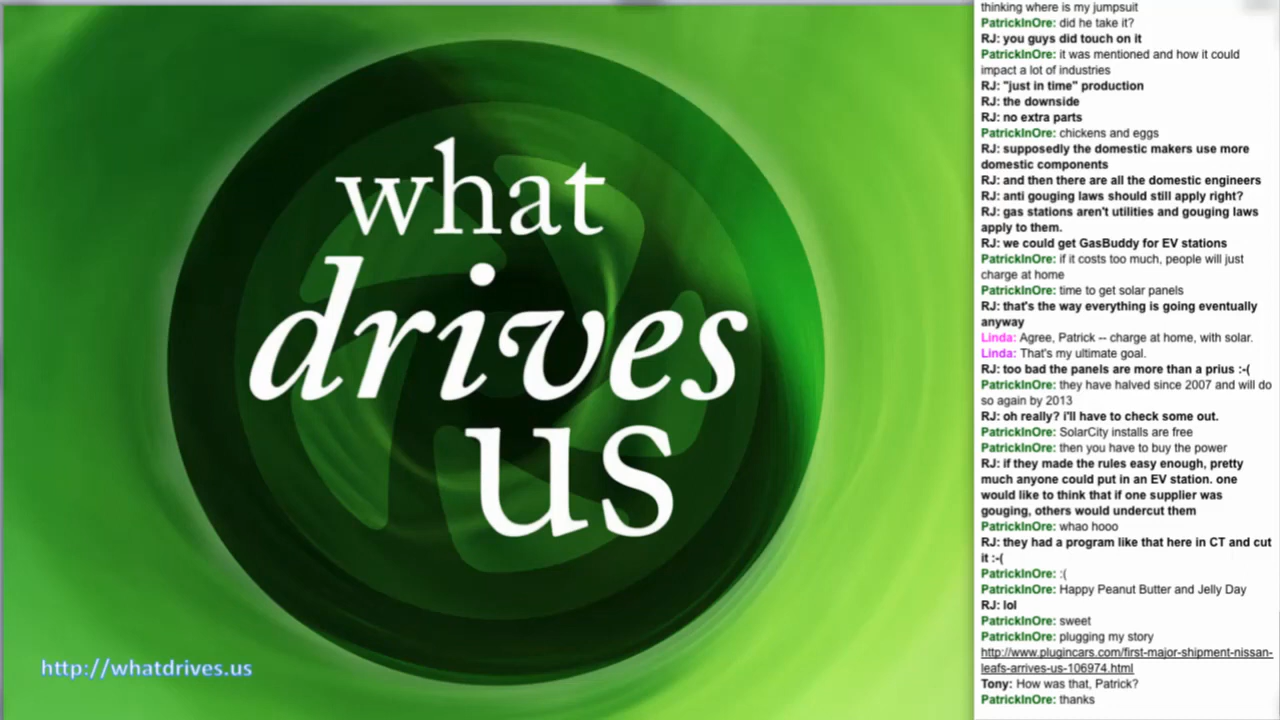 what
drives
us
http://whatdrives.us
thinking where is my jumpsuit
PatrickInOre: did he take it?
RJ: you guys did touch on it
PatrickInOre: it was mentioned and how it could
impact a lot of industries
RJ: "just in time" production
RJ: the downside
RJ: no extra parts
PatrickInOre: chickens and eggs
RJ: supposedly the domestic makers use more
domestic components
RJ: and then there are all the domestic engineers
RJ: anti gouging laws should still apply right?
RJ: gas stations aren't utilities and gouging laws
apply to them.
RJ: we could get GasBuddy for EV stations
PatrickInOre: if it costs too much, people will just
charge at home
PatrickInOre: time to get solar panels
RJ: that's the way everything is going eventually
anyway
Linda: Agree, Patrick -- charge at home, with solar.
Linda: That's my ultimate goal.
RJ: too bad the panels are more than a prius :-(
PatrickInOre: they have halved since 2007 and will do
so again by 2013
RJ: oh really? i'll have to check some out.
PatrickInOre: SolarCity installs are free
PatrickInOre: then you have to buy the power
RJ: if they made the rules easy enough, pretty
much anyone could put in an EV station. one
would like to think that if one supplier was
gouging, others would undercut them
PatrickInOre: whao hooo
RJ: they had a program like that here in CT and cut
it :-(
PatrickInOre: :(
PatrickInOre: Happy Peanut Butter and Jelly Day
RJ: lol
PatrickInOre: sweet
PatrickInOre: plugging my story
http://www.plugincars.com/first-major-shipment-nissan-
leafs-arrives-us-106974.html
Tony: How was that, Patrick?
PatrickInOre: thanks